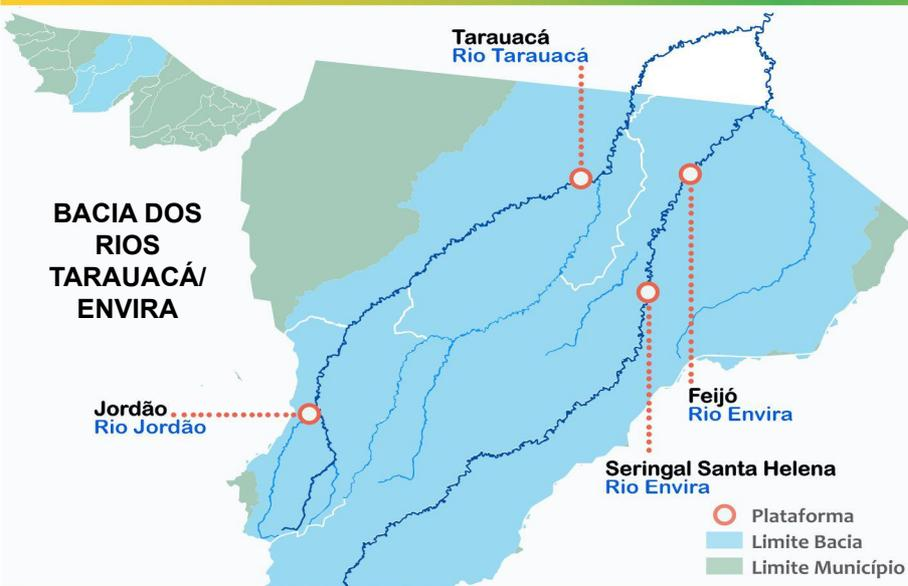 Tarauacá
Rio Tarauacá
BACIA DOS
RIOS
TARAUACÁ/
ENVIRA
Jordão
Rio Jordão
Feijó
Rio Envira
Seringal Santa Helena
Rio Envira
Plataforma
Limite Bacia
Limite Município